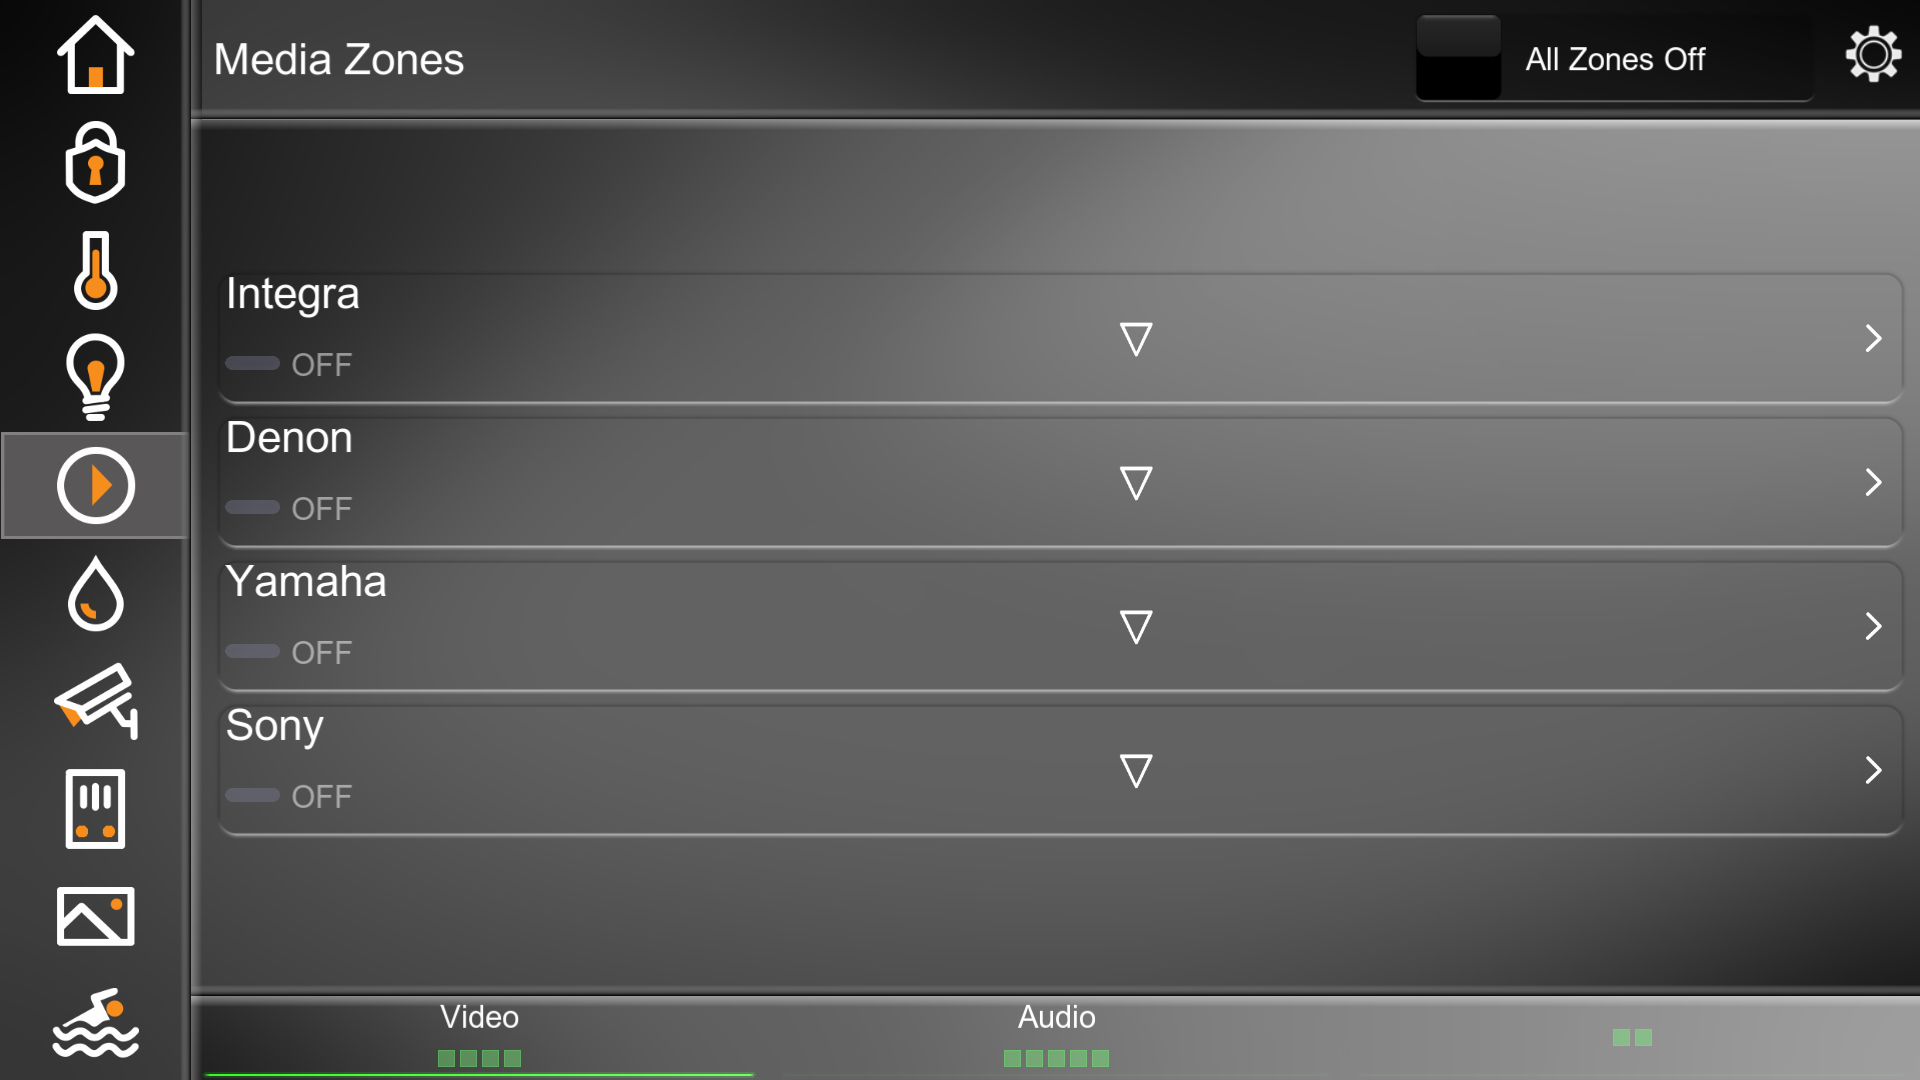 Media Zones
All Zones Off
Integra
OFF
Denon
OFF
Yamaha
OFF
Sony
OFF
Video
Audio